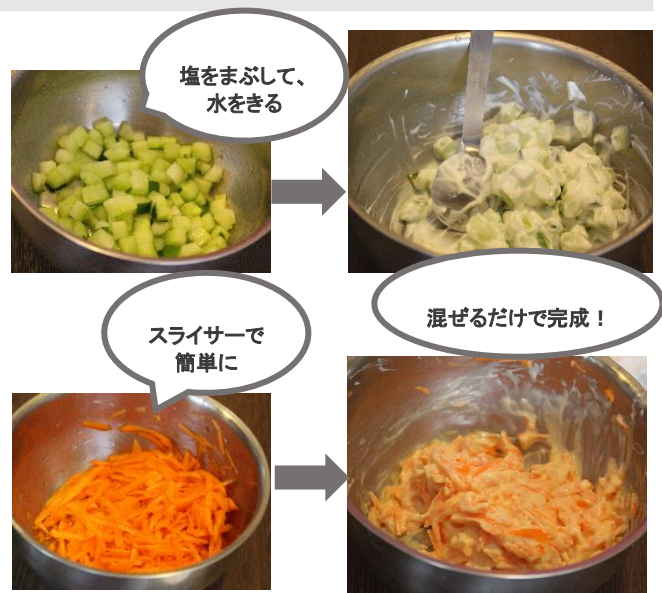 塩をまぶして、
水をきる
混ぜるだけで完成！
スライサーで
簡単に